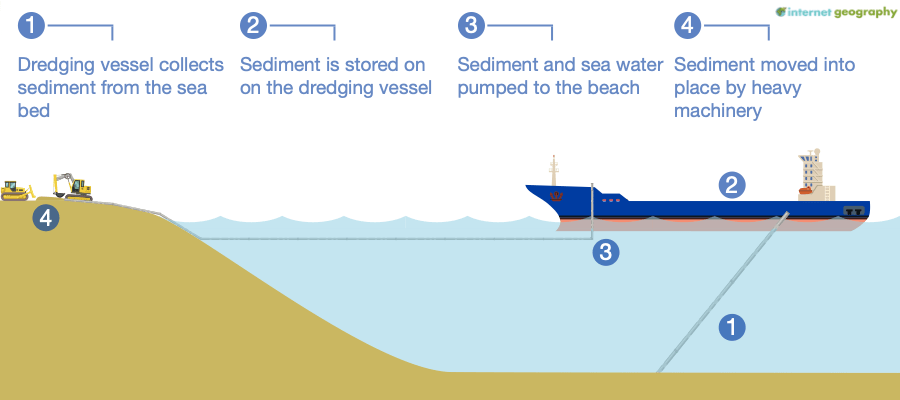 internet geography
1
Dredging vessel collects
sediment from the sea
bed
2
Sediment is stored on
on the dredging vessel
3
Sediment and sea water
pumped to the beach
4
Sediment moved into
place by heavy
machinery
2
4
3
1